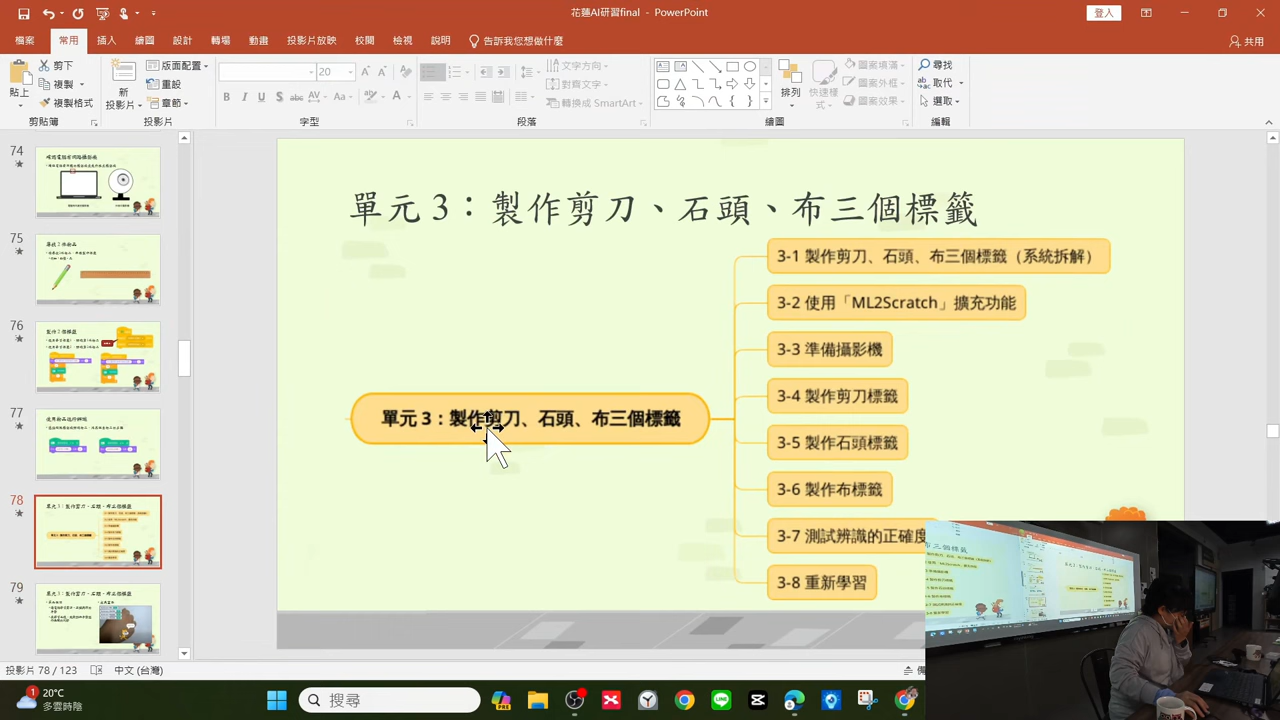 花蓮AI研習final - PowerPoint
登入
檔案 常用 插入 繪圖 設計 轉場 動畫 投影片放映 校閱 檢視 說明 告訴我您想做什麼 共用
貼上 剪下 複製 複製格式 剪貼簿
新投影片 版面配置 重設 章節 投影片
20
B I U S abc AV Aa A 字型
文字方向 對齊文字 轉換成 SmartArt 段落
排列 快速樣式 圖案填滿 圖案外框 圖案效果 繪圖
尋找 取代 選取 編輯
74
75
76
77
78
79
單元 3：製作剪刀、石頭、布三個標籤
單元 3：製作剪刀、石頭、布三個標籤
3-1 製作剪刀、石頭、布三個標籤（系統拆解）
3-2 使用「ML2Scratch」擴充功能
3-3 準備攝影機
3-4 製作剪刀標籤
3-5 製作石頭標籤
3-6 製作布標籤
3-7 測試辨識的正確度
3-8 重新學習
投影片 78 / 123 中文 (台灣)
1
20°C
多雲時陰
搜尋